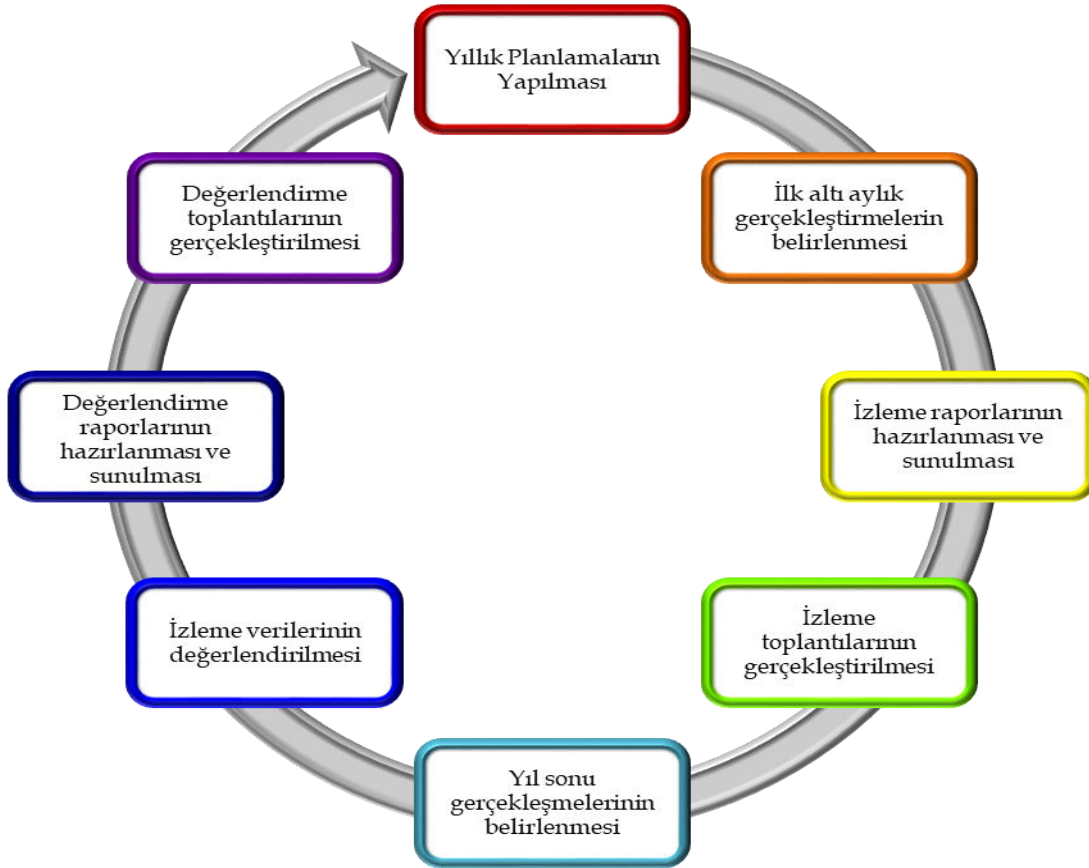 Yıllık Planlamaların
Yapılması
İlk altı aylık
gerçekleştirmelerin
belirlenmesi
İzleme raporlarının
hazırlanması ve
sunulması
İzleme
toplantılarının
gerçekleştirilmesi
Yıl sonu
gerçekleşmelerinin
belirlenmesi
İzleme verilerinin
değerlendirilmesi
Değerlendirme
raporlarının
hazırlanması ve
sunulması
Değerlendirme
toplantılarının
gerçekleştirilmesi